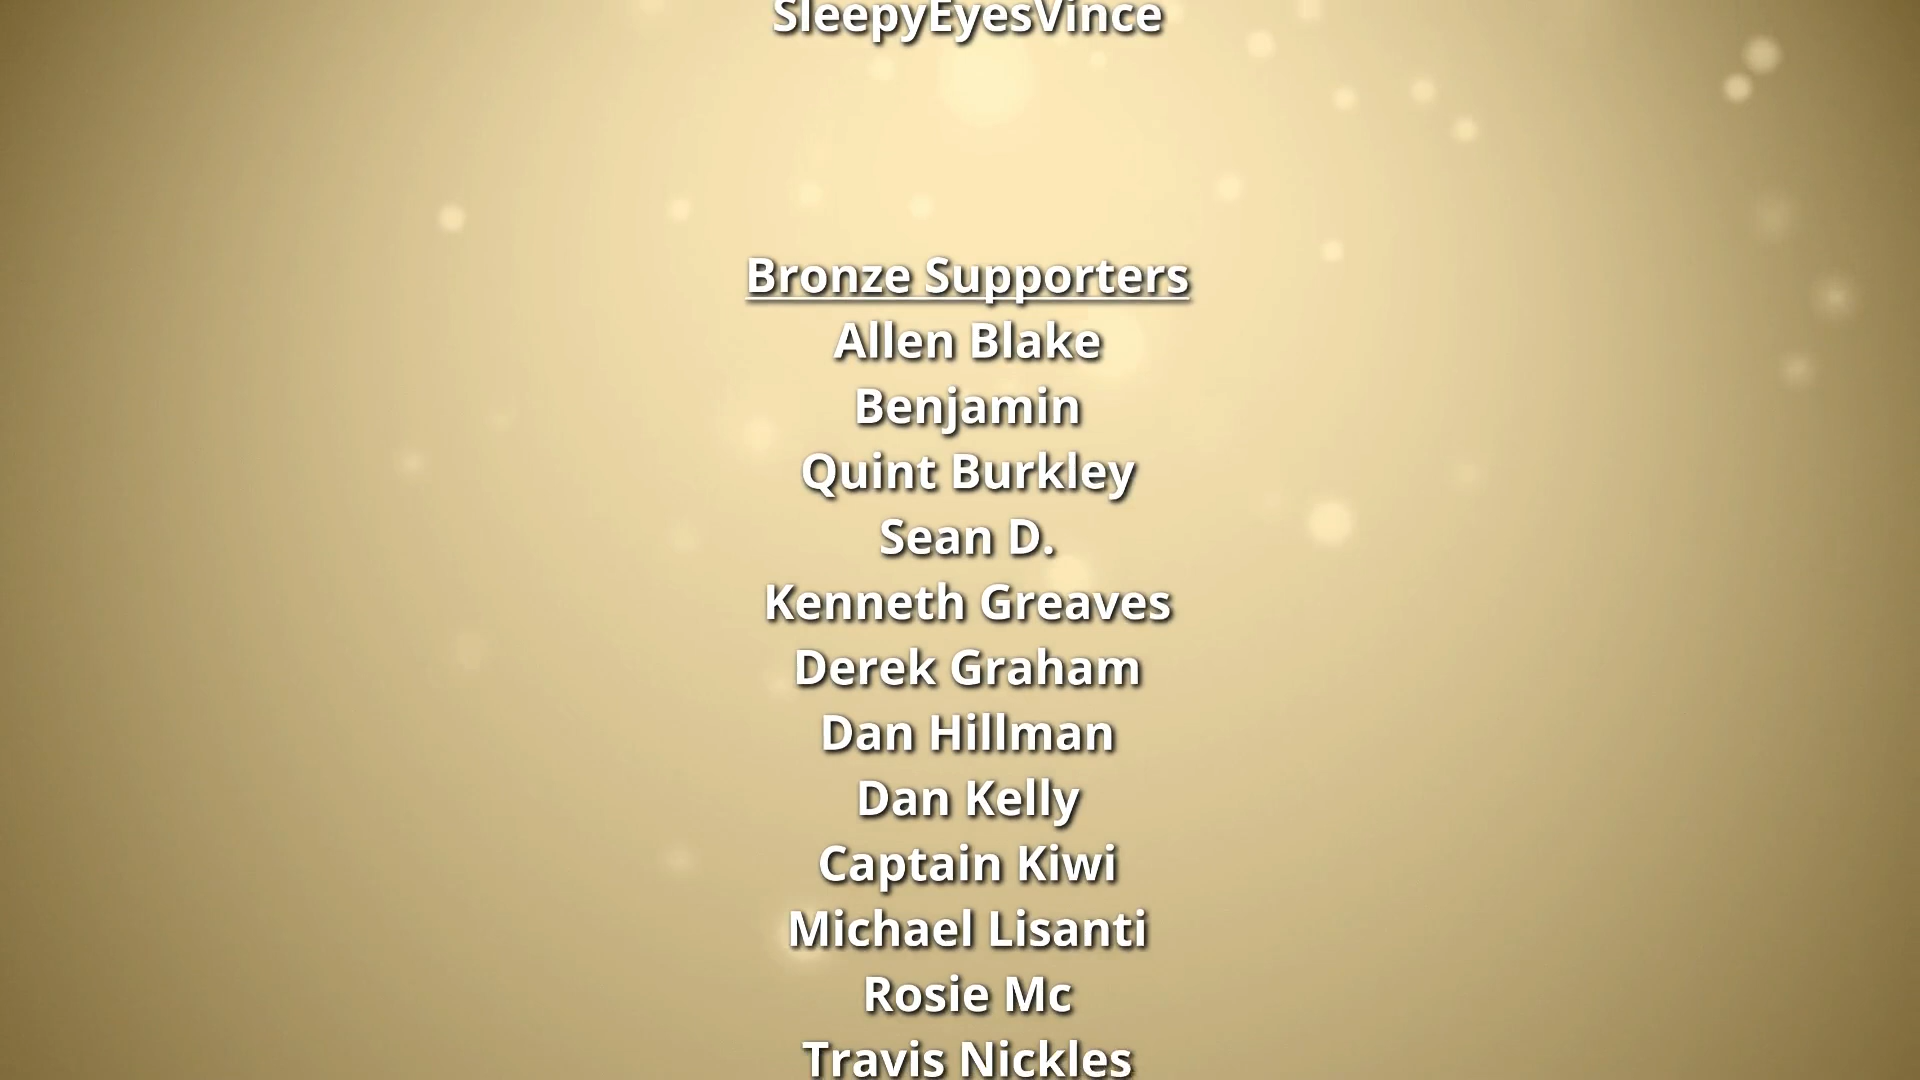 SleepyEyesVince
Bronze Supporters
Allen Blake
Benjamin
Quint Burkley
Sean D.
Kenneth Greaves
Derek Graham
Dan Hillman
Dan Kelly
Captain Kiwi
Michael Lisanti
Rosie Mc
Travis Nickles